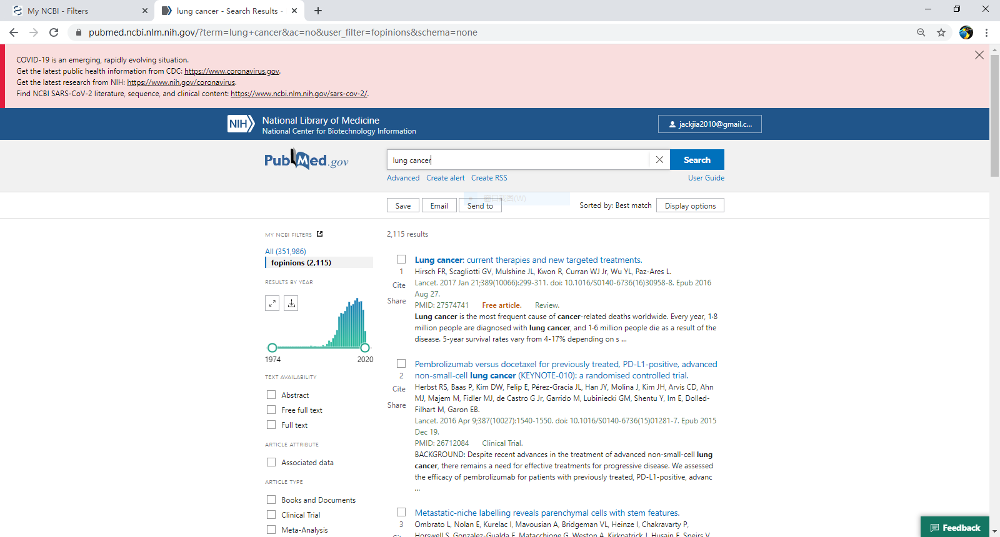 My NCBI - Filters
lung cancer - Search Results -
pubmed.ncbi.nlm.nih.gov/?term=lung+cancer&ac=no&user_filter=fopinions&schema=none
COVID-19 is an emerging, rapidly evolving situation.
Get the latest public health information from CDC: https://www.coronavirus.gov.
Get the latest research from NIH: https://www.nih.gov/coronavirus.
Find NCBI SARS-CoV-2 literature, sequence, and clinical content: https://www.ncbi.nlm.nih.gov/sars-cov-2/.
NIH National Library of Medicine
National Center for Biotechnology Information
jackjia2010@gmail.c...
PubMed.gov
lung cancer
Search
Advanced Create alert Create RSS
User Guide
窗口截图(W)
Save Email Send to
Sorted by: Best match Display options
MY NCBI FILTERS
All (351,986)
fopinions (2,115)
RESULTS BY YEAR
1974 2020
TEXT AVAILABILITY
Abstract
Free full text
Full text
ARTICLE ATTRIBUTE
Associated data
ARTICLE TYPE
Books and Documents
Clinical Trial
Meta-Analysis
2,115 results
1
Cite
Share
Lung cancer: current therapies and new targeted treatments.
Hirsch FR, Scagliotti GV, Mulshine JL, Kwon R, Curran WJ Jr, Wu YL, Paz-Ares L.
Lancet. 2017 Jan 21;389(10066):299-311. doi: 10.1016/S0140-6736(16)30958-8. Epub 2016
Aug 27.
PMID: 27574741 Free article. Review.
Lung cancer is the most frequent cause of cancer-related deaths worldwide. Every year, 1·8
million people are diagnosed with lung cancer, and 1·6 million people die as a result of the
disease. 5-year survival rates vary from 4-17% depending on s ...
2
Cite
Share
Pembrolizumab versus docetaxel for previously treated, PD-L1-positive, advanced
non-small-cell lung cancer (KEYNOTE-010): a randomised controlled trial.
Herbst RS, Baas P, Kim DW, Felip E, Pérez-Gracia JL, Han JY, Molina J, Kim JH, Arvis CD, Ahn
MJ, Majem M, Fidler MJ, de Castro G Jr, Garrido M, Lubiniecki GM, Shentu Y, Im E, Dolled-
Filhart M, Garon EB.
Lancet. 2016 Apr 9;387(10027):1540-1550. doi: 10.1016/S0140-6736(15)01281-7. Epub 2015
Dec 19.
PMID: 26712084 Clinical Trial.
BACKGROUND: Despite recent advances in the treatment of advanced non-small-cell lung
cancer, there remains a need for effective treatments for progressive disease. We assessed
the efficacy of pembrolizumab for patients with previously treated, PD-L1-positive, advanc
...
3
Metastatic-niche labelling reveals parenchymal cells with stem features.
Ombrato L, Nolan E, Kurelac I, Mavousian A, Bridgeman VL, Heinze I, Chakravarty P,
Horswell S, Gonzalez-Gualda E, Matacchione G, Weston A, Kirkpatrick J, Husain E, Speirs V,
Feedback